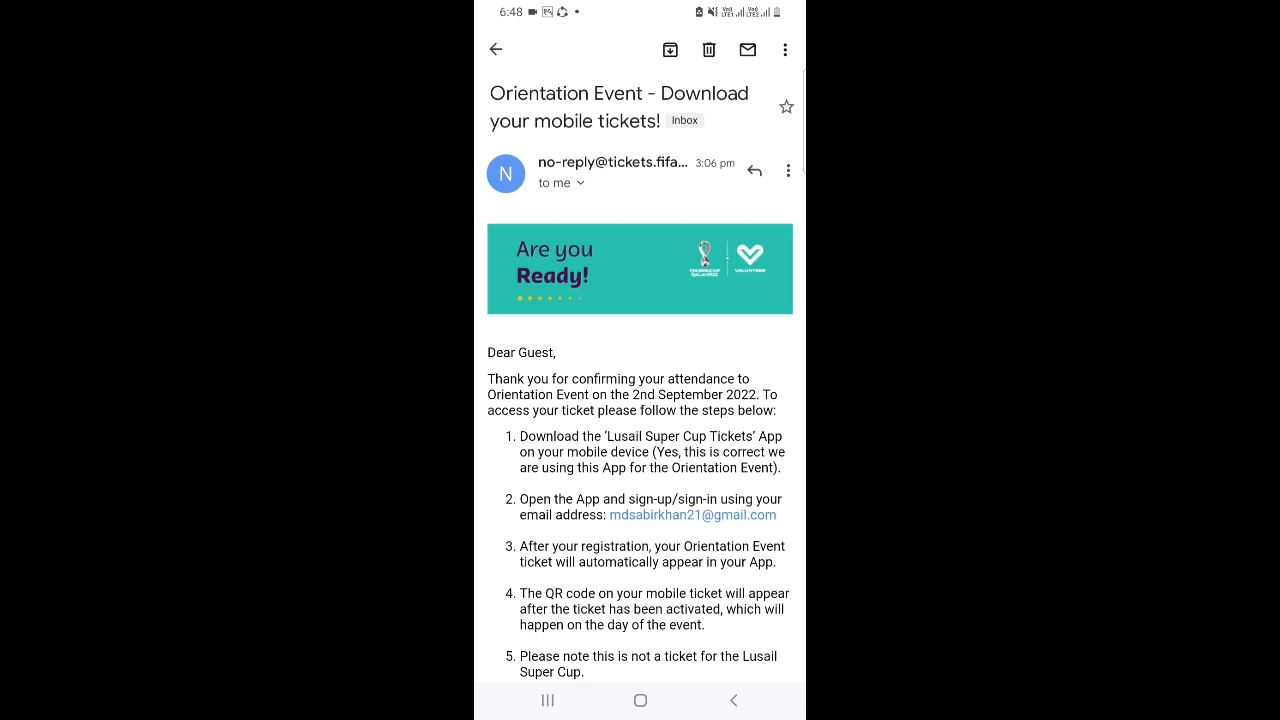 6:48
Orientation Event - Download
your mobile tickets! Inbox
N
no-reply@tickets.fifa... 3:06 pm
to me
Are you
Ready!
VOLUNTEER
Dear Guest,
Thank you for confirming your attendance to
Orientation Event on the 2nd September 2022. To
access your ticket please follow the steps below:
1. Download the ‘Lusail Super Cup Tickets’ App
on your mobile device (Yes, this is correct we
are using this App for the Orientation Event).
2. Open the App and sign-up/sign-in using your
email address: mdsabirkhan21@gmail.com
3. After your registration, your Orientation Event
ticket will automatically appear in your App.
4. The QR code on your mobile ticket will appear
after the ticket has been activated, which will
happen on the day of the event.
5. Please note this is not a ticket for the Lusail
Super Cup.